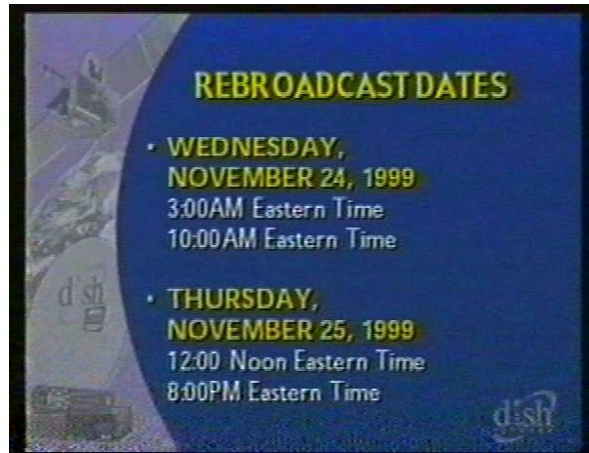 REBROADCAST DATES
• WEDNESDAY,
NOVEMBER 24, 1999
3:00AM Eastern Time
10:00AM Eastern Time
• THURSDAY,
NOVEMBER 25, 1999
12:00 Noon Eastern Time
8:00PM Eastern Time
dish
dish